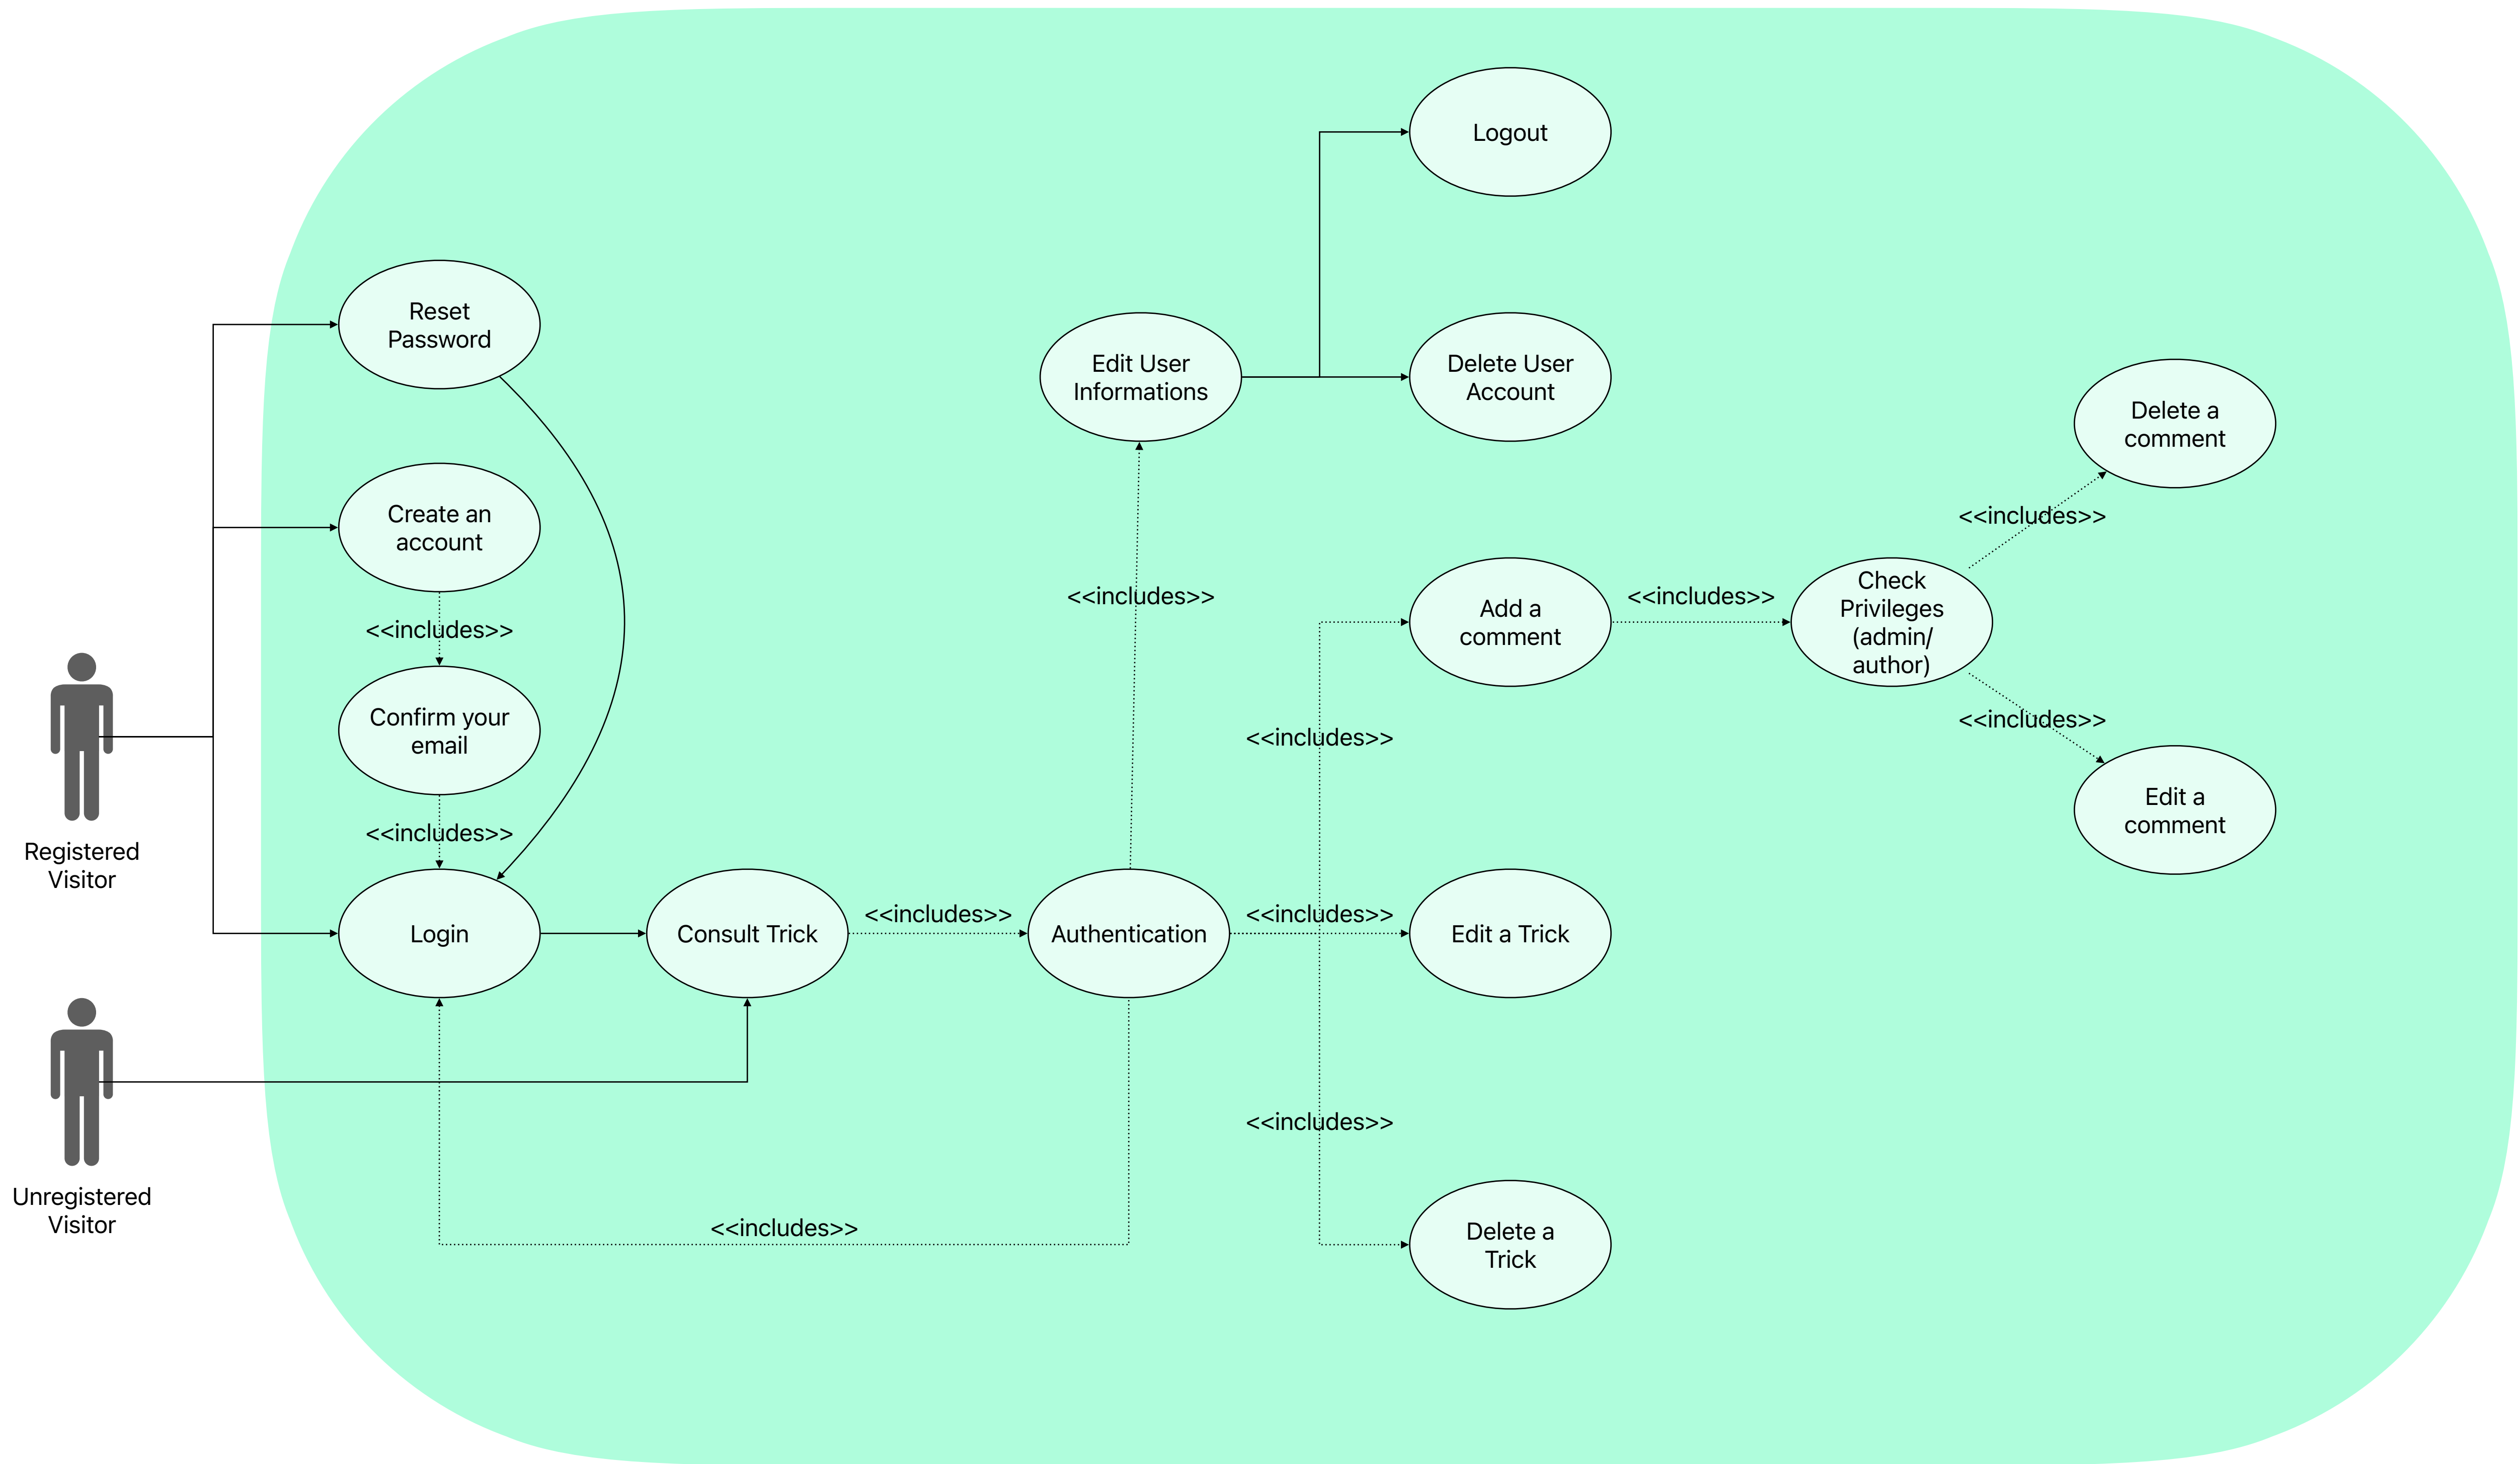 Logout
Reset
Password
Edit User
Informations
Delete User
Account
Delete a
comment
Create an
account
<<includes>>
<<includes>>
<<includes>>
Add a
comment
<<includes>>
Check
Privileges
(admin/
author)
<<includes>>
Confirm your
email
<<includes>>
<<includes>>
Edit a
comment
<<includes>>
Registered
Visitor
Login
Consult Trick
<<includes>>
Authentication
<<includes>>
Edit a Trick
<<includes>>
Unregistered
Visitor
<<includes>>
Delete a
Trick